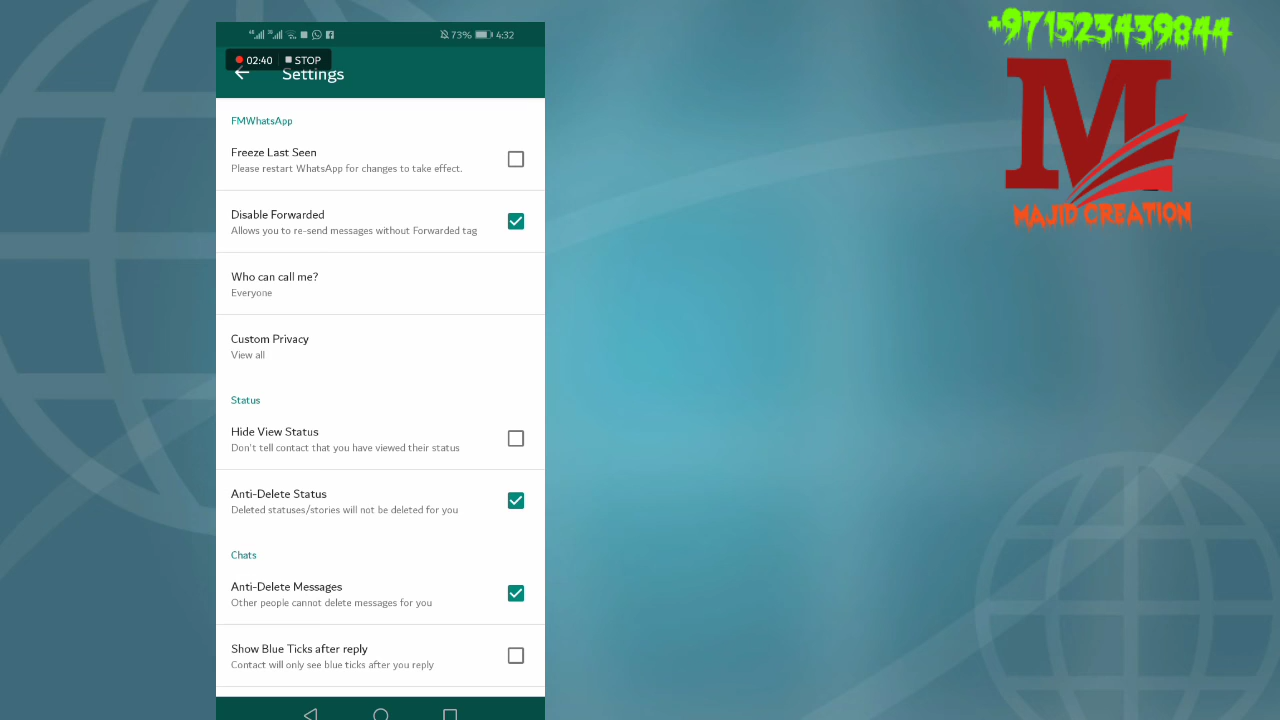 4G 3G 73% 4:32
02:40 STOP
Settings
FMWhatsApp
Freeze Last Seen
Please restart WhatsApp for changes to take effect.
Disable Forwarded
Allows you to re-send messages without Forwarded tag
Who can call me?
Everyone
Custom Privacy
View all
Status
Hide View Status
Don't tell contact that you have viewed their status
Anti-Delete Status
Deleted statuses/stories will not be deleted for you
Chats
Anti-Delete Messages
Other people cannot delete messages for you
Show Blue Ticks after reply
Contact will only see blue ticks after you reply
+971523439844
M
MAJID CREATION